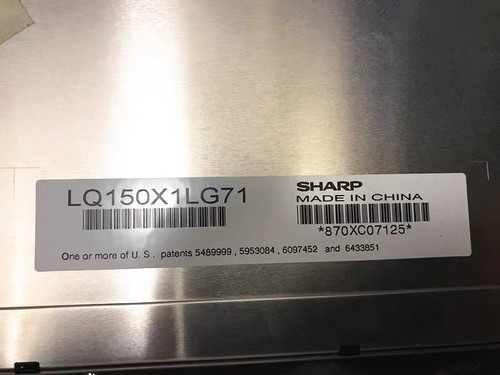 LQ150X1LG71
SHARP
MADE IN CHINA
*870XC07125*
One or more of U. S. patents 5489999 , 5953084 , 6097452 and 6433851